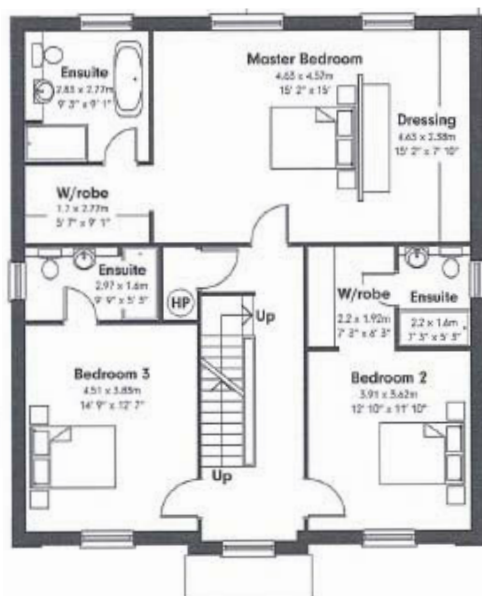 Ensuite
2.83 x 2.77m
9' 3" x 9' 1"
Master Bedroom
4.63 x 4.57m
15' 2" x 15'
Dressing
4.63 x 2.38m
15' 2" x 7' 10"
W/robe
1.7 x 2.77m
5' 7" x 9' 1"
Ensuite
2.97 x 1.6m
9' 9" x 5' 3"
HP
Up
W/robe
2.2 x 1.92m
7' 3" x 6' 3"
Ensuite
2.2 x 1.6m
7' 3" x 5' 3"
Bedroom 3
4.51 x 3.85m
14' 9" x 12' 7"
Bedroom 2
3.91 x 3.62m
12' 10" x 11' 10"
Up